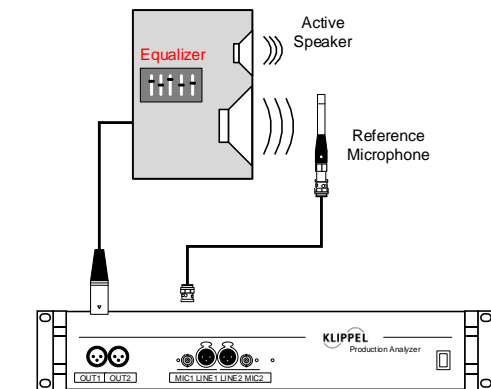 Active
Speaker
Equalizer
Reference
Microphone
KLIPPEL
Production Analyzer
OUT1 OUT2
MIC1 LINE1 LINE2 MIC2